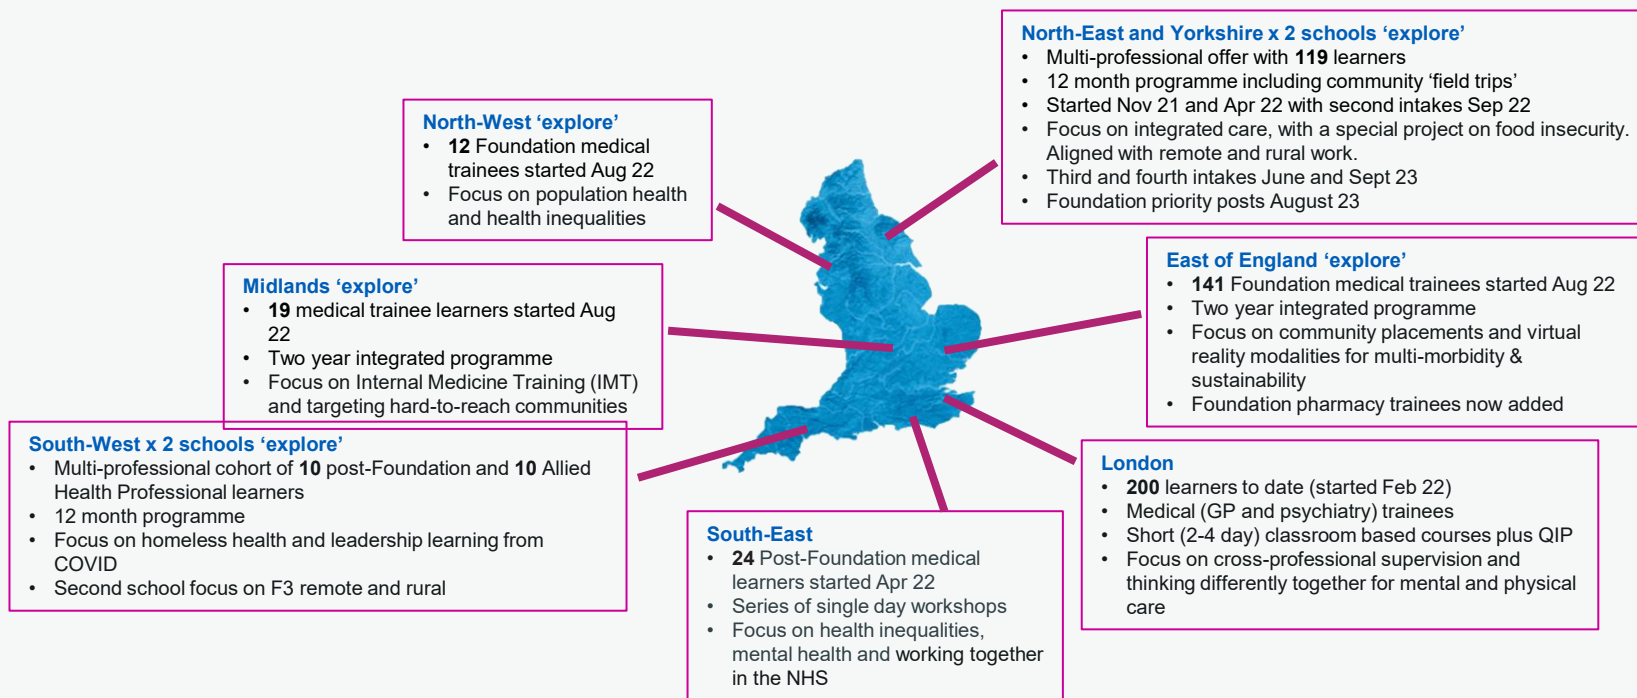 North-East and Yorkshire x 2 schools ‘explore’
• Multi-professional offer with 119 learners
• 12 month programme including community ‘field trips’
• Started Nov 21 and Apr 22 with second intakes Sep 22
• Focus on integrated care, with a special project on food insecurity.
Aligned with remote and rural work.
• Third and fourth intakes June and Sept 23
• Foundation priority posts August 23
North-West ‘explore’
• 12 Foundation medical
trainees started Aug 22
• Focus on population health
and health inequalities
East of England ‘explore’
• 141 Foundation medical trainees started Aug 22
• Two year integrated programme
• Focus on community placements and virtual
reality modalities for multi-morbidity &
sustainability
• Foundation pharmacy trainees now added
Midlands ‘explore’
• 19 medical trainee learners started Aug
22
• Two year integrated programme
• Focus on Internal Medicine Training (IMT)
and targeting hard-to-reach communities
South-West x 2 schools ‘explore’
• Multi-professional cohort of 10 post-Foundation and 10 Allied
Health Professional learners
• 12 month programme
• Focus on homeless health and leadership learning from
COVID
• Second school focus on F3 remote and rural
London
• 200 learners to date (started Feb 22)
• Medical (GP and psychiatry) trainees
• Short (2-4 day) classroom based courses plus QIP
• Focus on cross-professional supervision and
thinking differently together for mental and physical
care
South-East
• 24 Post-Foundation medical
learners started Apr 22
• Series of single day workshops
• Focus on health inequalities,
mental health and working together
in the NHS